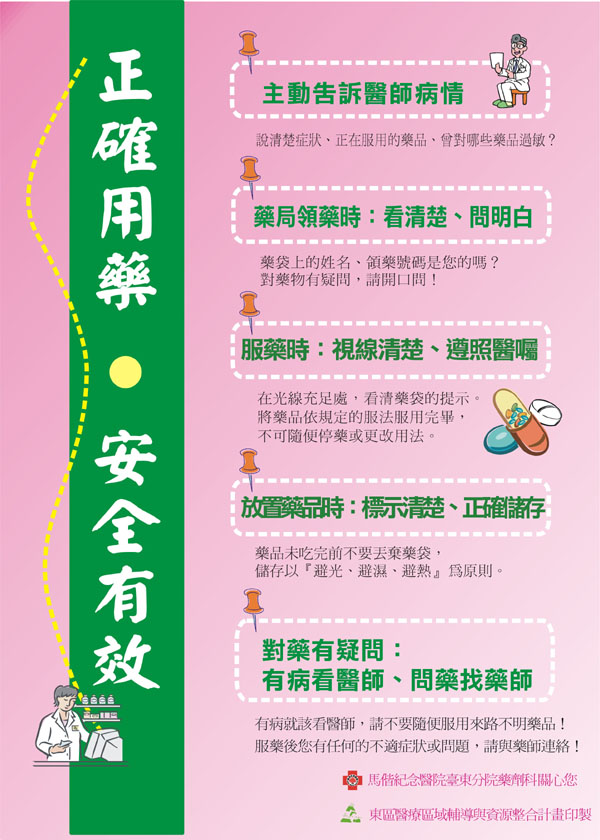 正確用藥•安全有效
主動告訴醫師病情
說清楚症狀、正在服用的藥品、曾對哪些藥品過敏？
藥局領藥時：看清楚、問明白
藥袋上的姓名、領藥號碼是您的嗎？
對藥物有疑問，請開口問！
服藥時：視線清楚、遵照醫囑
在光線充足處，看清藥袋的提示。
將藥品依規定的服法服用完畢，
不可隨便停藥或更改用法。
放置藥品時：標示清楚、正確儲存
藥品未吃完前不要丟棄藥袋，
儲存以『避光、避濕、避熱』為原則。
對藥有疑問：
有病看醫師、問藥找藥師
有病就該看醫師，請不要隨便服用來路不明藥品！
服藥後您有任何的不適症狀或問題，請與藥師連絡！
馬偕紀念醫院臺東分院藥劑科關心您
東區醫療區域輔導與資源整合計畫印製